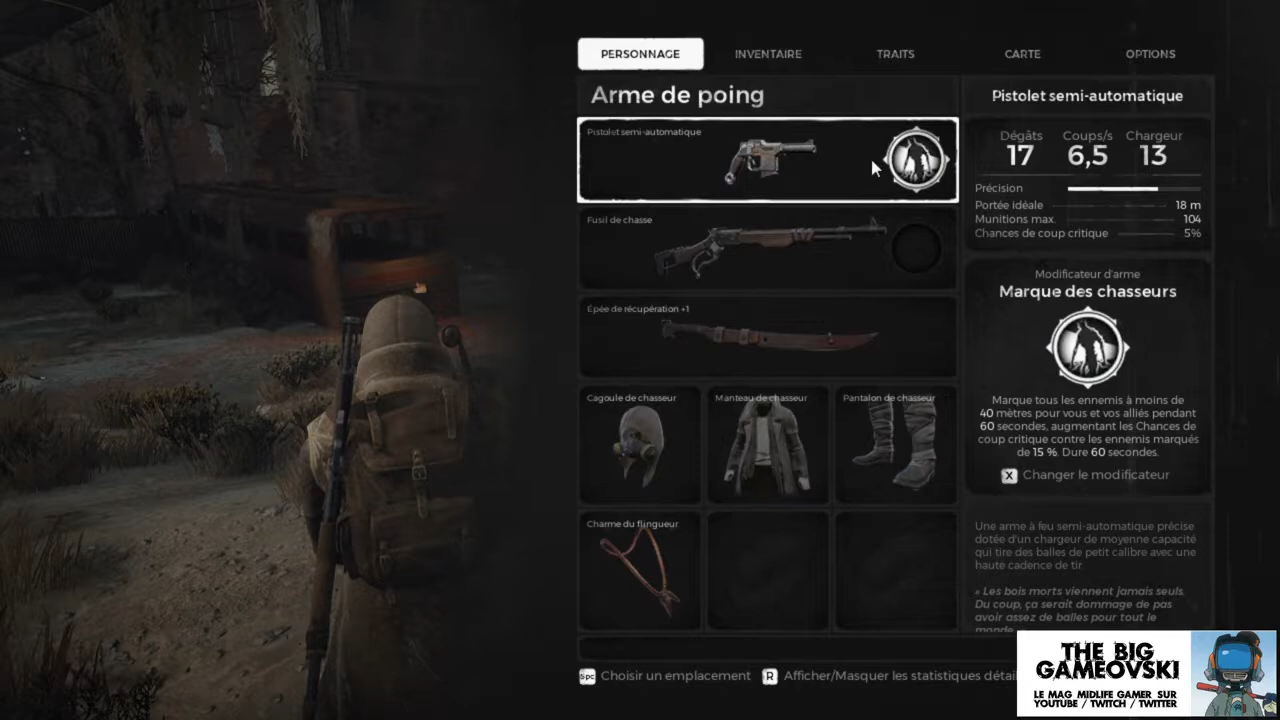 PERSONNAGE
INVENTAIRE
TRAITS
CARTE
OPTIONS
Arme de poing
Pistolet semi-automatique
Fusil de chasse
Épée de récupération +1
Cagoule de chasseur
Manteau de chasseur
Pantalon de chasseur
Charme du flingueur
Pistolet semi-automatique
Dégâts Coups/s Chargeur
17 6,5 13
Précision
Portée idéale 18 m
Munitions max. 104
Chances de coup critique 5%
Modificateur d'arme
Marque des chasseurs
Marque tous les ennemis à moins de
40 mètres pour vous et vos alliés pendant
60 secondes, augmentant les Chances de
coup critique contre les ennemis marqués
de 15 %. Dure 60 secondes.
X Changer le modificateur
Une arme à feu semi-automatique précise
dotée d'un chargeur de moyenne capacité
qui tire des balles de petit calibre avec une
haute cadence de tir.
« Les bois morts viennent jamais seuls.
Du coup, ça serait dommage de pas
avoir assez de balles pour tout le
monde
Choisir un emplacement
R Afficher/Masquer les statistiques détail
THE BIG
GAMEOVSKI
LE MAG MIDLIFE GAMER SUR
YOUTUBE / TWITCH / TWITTER